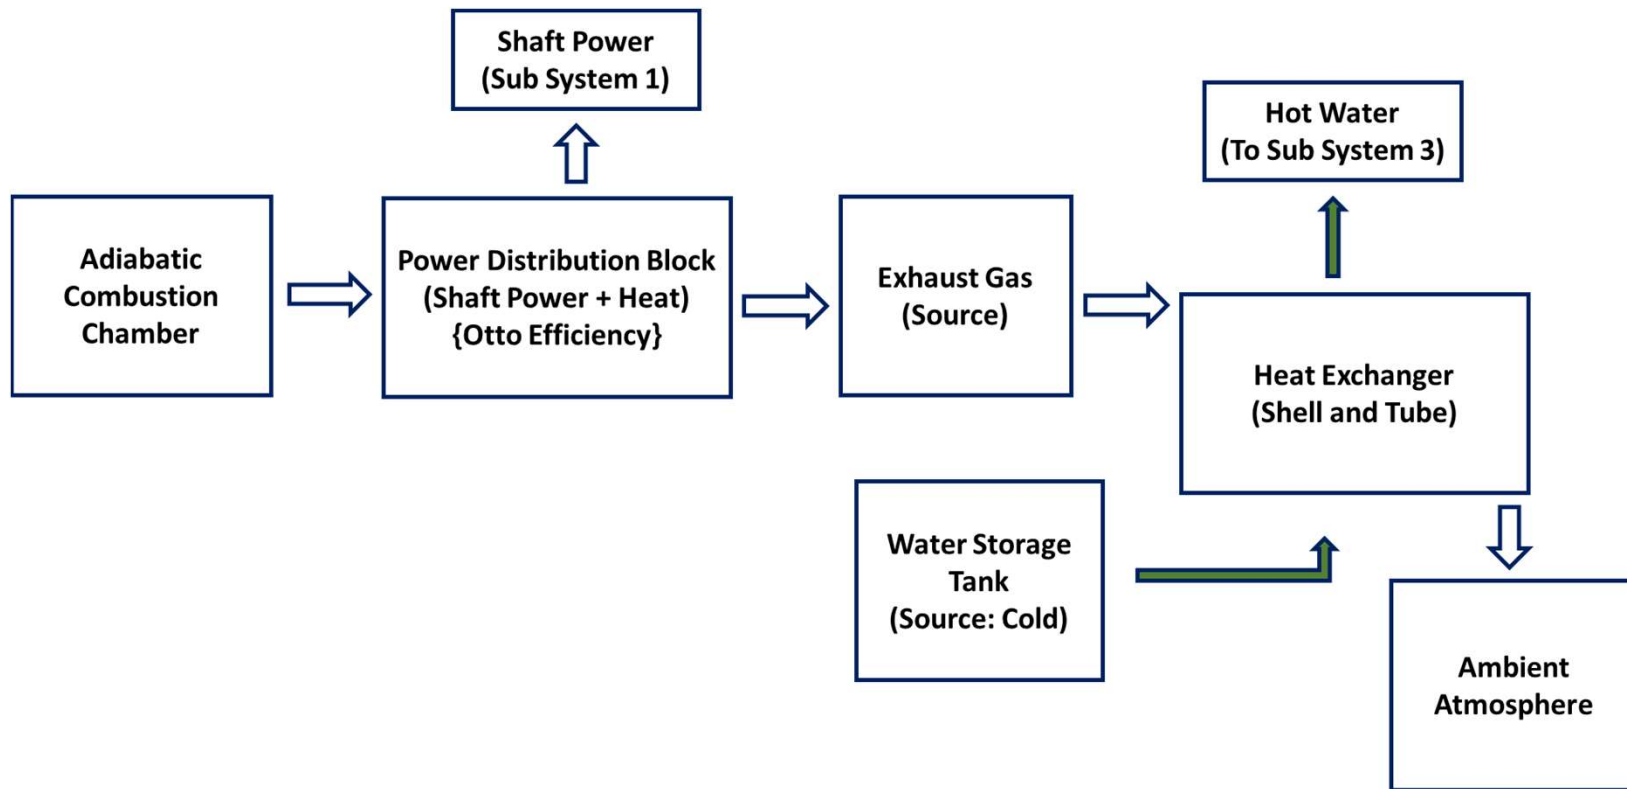 Shaft Power
(Sub System 1)
Hot Water
(To Sub System 3)
Adiabatic
Combustion
Chamber
Power Distribution Block
(Shaft Power + Heat)
{Otto Efficiency}
Exhaust Gas
(Source)
Heat Exchanger
(Shell and Tube)
Water Storage
Tank
(Source: Cold)
Ambient
Atmosphere